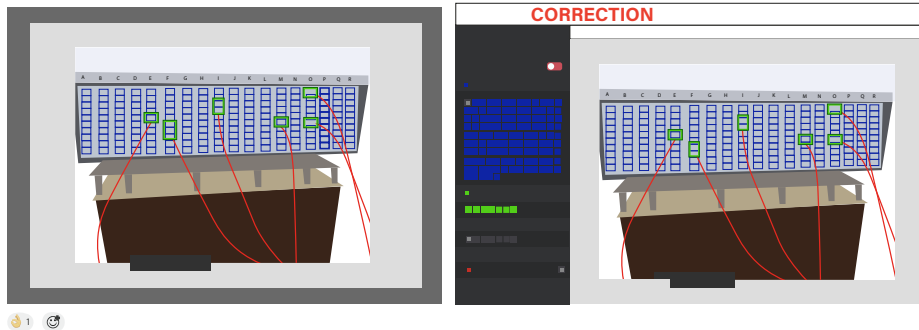 CORRECTION
A B C D E F G H I J K L M N O P Q R
A B C D E F G H I J K L M N O P Q R
1